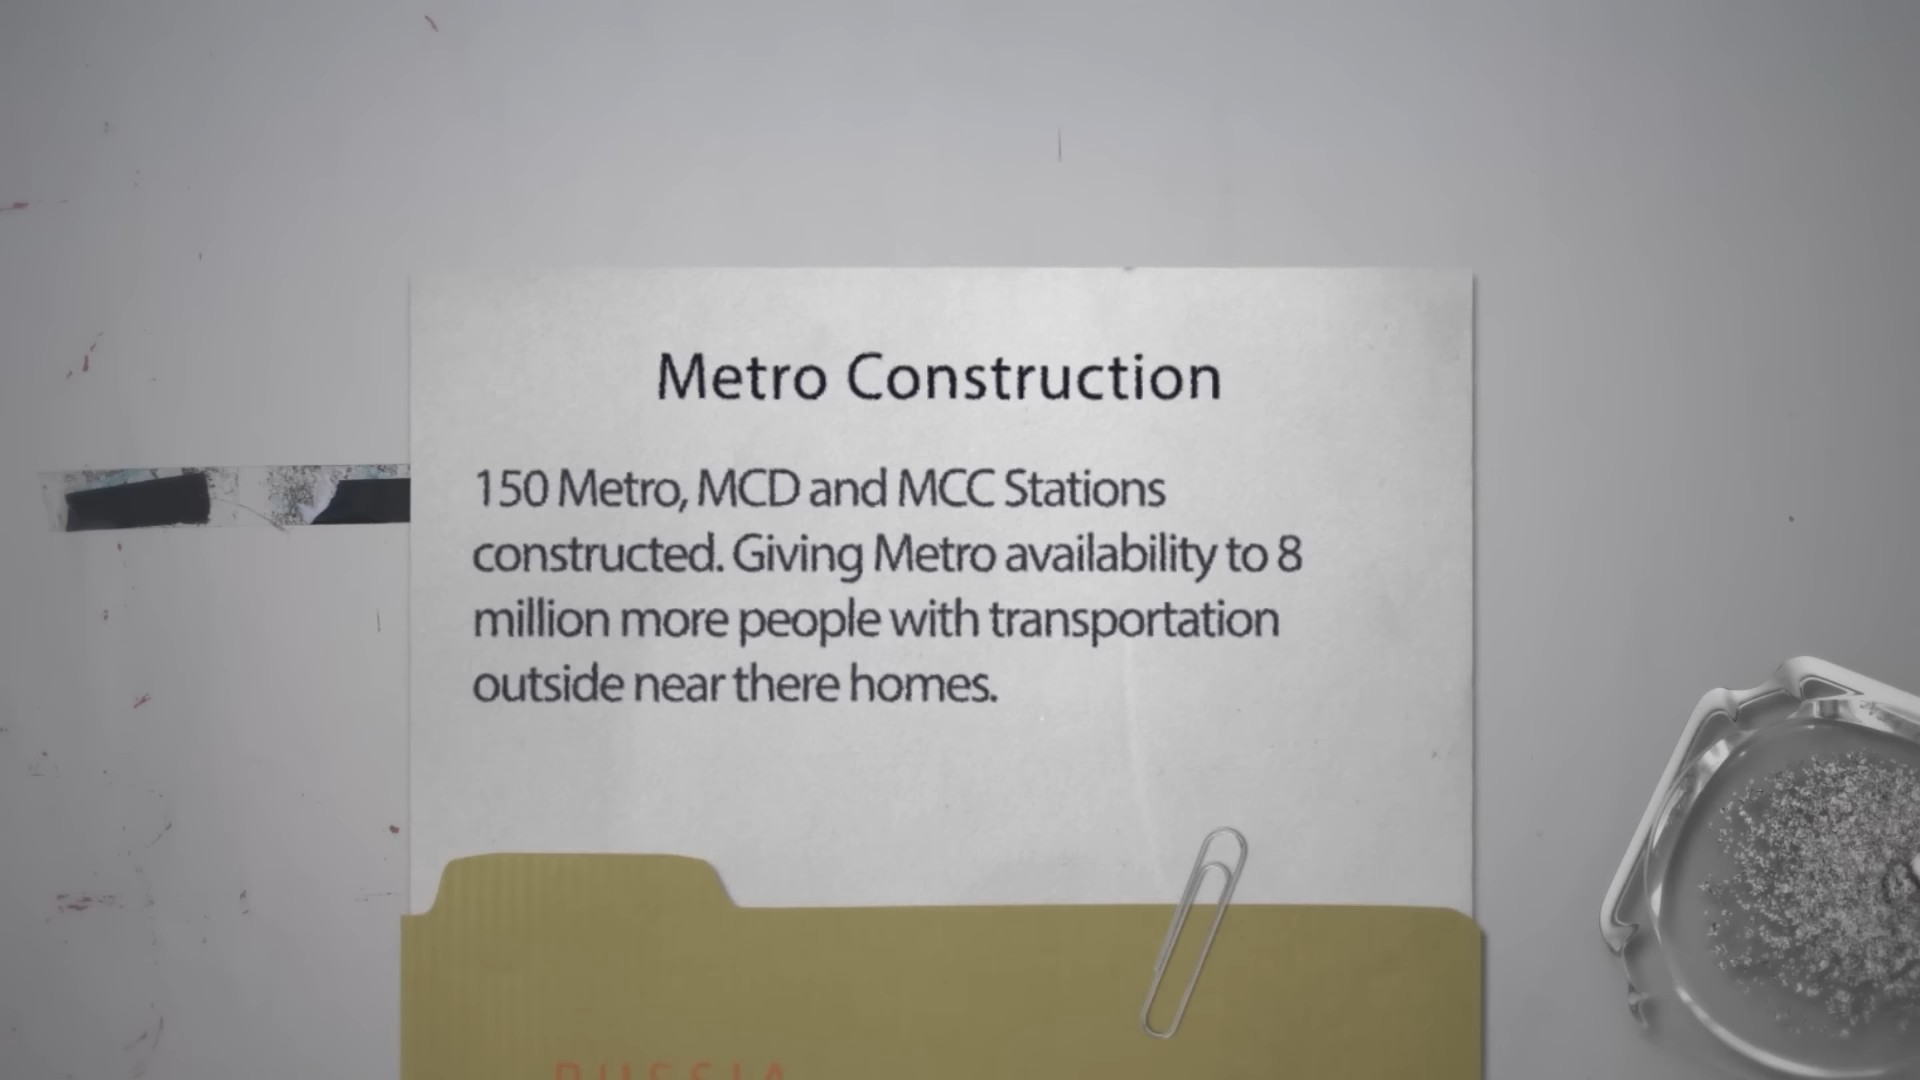 Metro Construction
150 Metro, MCD and MCC Stations
constructed. Giving Metro availability to 8
million more people with transportation
outside near there homes.
RUSSIA